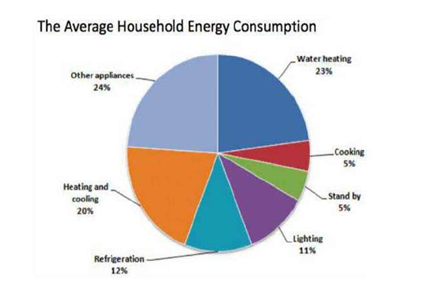 The Average Household Energy Consumption
Water heating
23%
Cooking
5%
Stand by
5%
Lighting
11%
Refrigeration
12%
Heating and
cooling
20%
Other appliances
24%